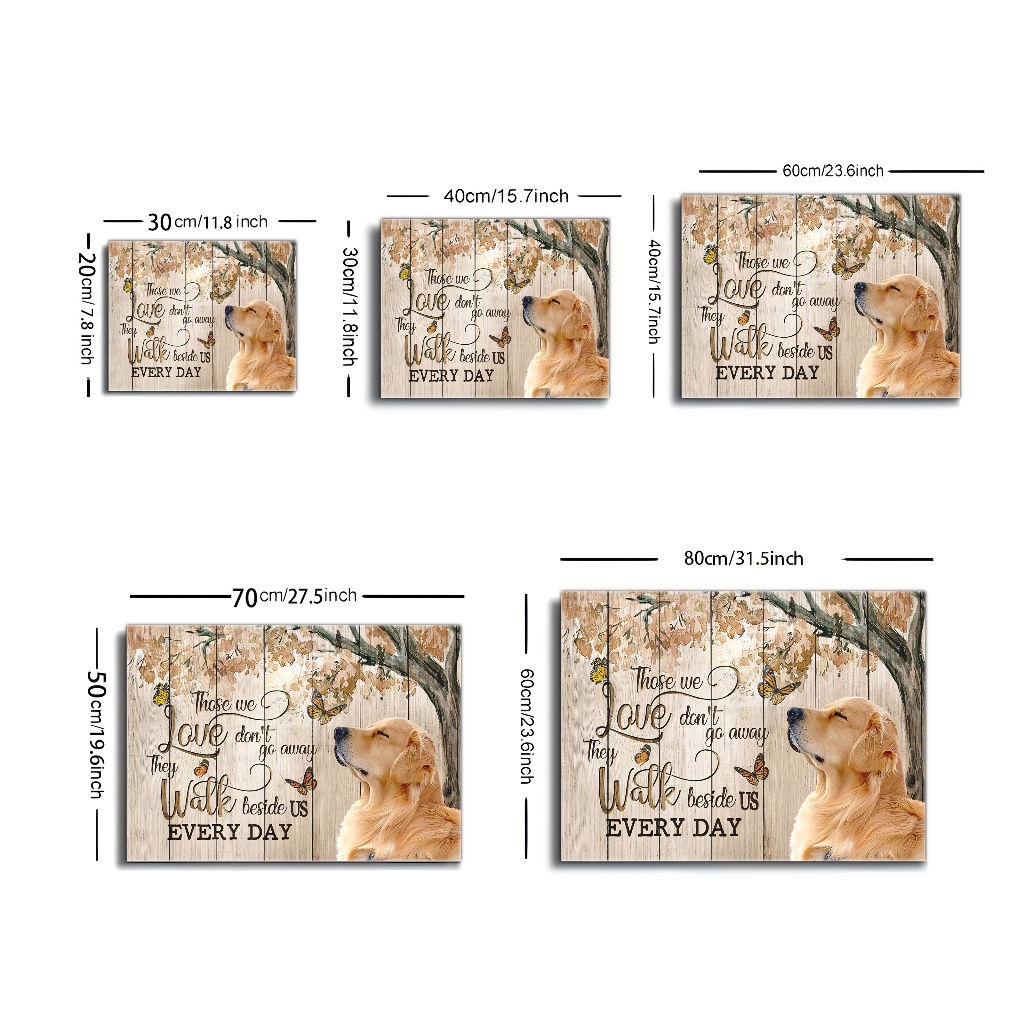 30cm/11.8 inch
20cm/7.8 inch
Those we
Love don't
go away
They
Walk beside US
EVERY DAY
40cm/15.7inch
30cm/11.8inch
Those we
Love don't
go away
They
Walk beside US
EVERY DAY
60cm/23.6inch
40cm/15.7inch
Those we
Love don't
go away
They
Walk beside US
EVERY DAY
70cm/27.5inch
50cm/19.6inch
Those we
Love don't
go away
They
Walk beside US
EVERY DAY
80cm/31.5inch
60cm/23.6inch
Those we
Love don't
go away
They
Walk beside US
EVERY DAY